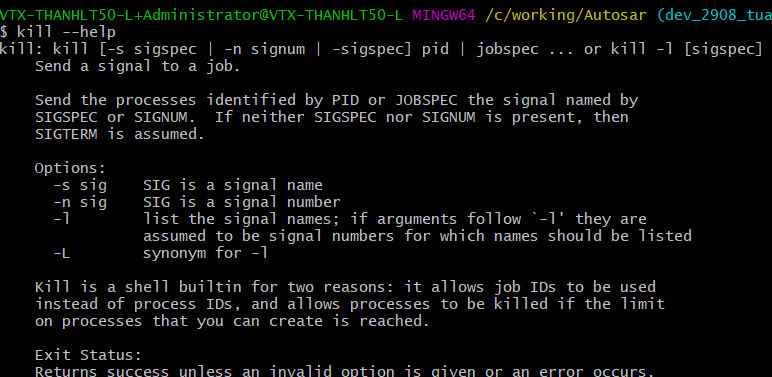 VTX-THANHLT50-L+Administrator@VTX-THANHLT50-L MINGW64 /c/working/Autosar (dev_2908_tua
$ kill --help
kill: kill [-s sigspec | -n signum | -sigspec] pid | jobspec ... or kill -l [sigspec]
    Send a signal to a job.

    Send the processes identified by PID or JOBSPEC the signal named by
    SIGSPEC or SIGNUM.  If neither SIGSPEC nor SIGNUM is present, then
    SIGTERM is assumed.

    Options:
      -s sig    SIG is a signal name
      -n sig    SIG is a signal number
      -l        list the signal names; if arguments follow `-l' they are
                assumed to be signal numbers for which names should be listed
      -L        synonym for -l

    Kill is a shell builtin for two reasons: it allows job IDs to be used
    instead of process IDs, and allows processes to be killed if the limit
    on processes that you can create is reached.

    Exit Status:
    Returns success unless an invalid option is given or an error occurs.